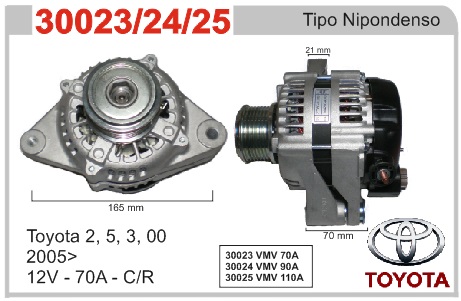 30023/24/25
Tipo Nipondenso
21 mm
165 mm
70 mm
Toyota 2, 5, 3, 00
2005>
12V - 70A - C/R
30023 VMV 70A
30024 VMV 90A
30025 VMV 110A
TOYOTA